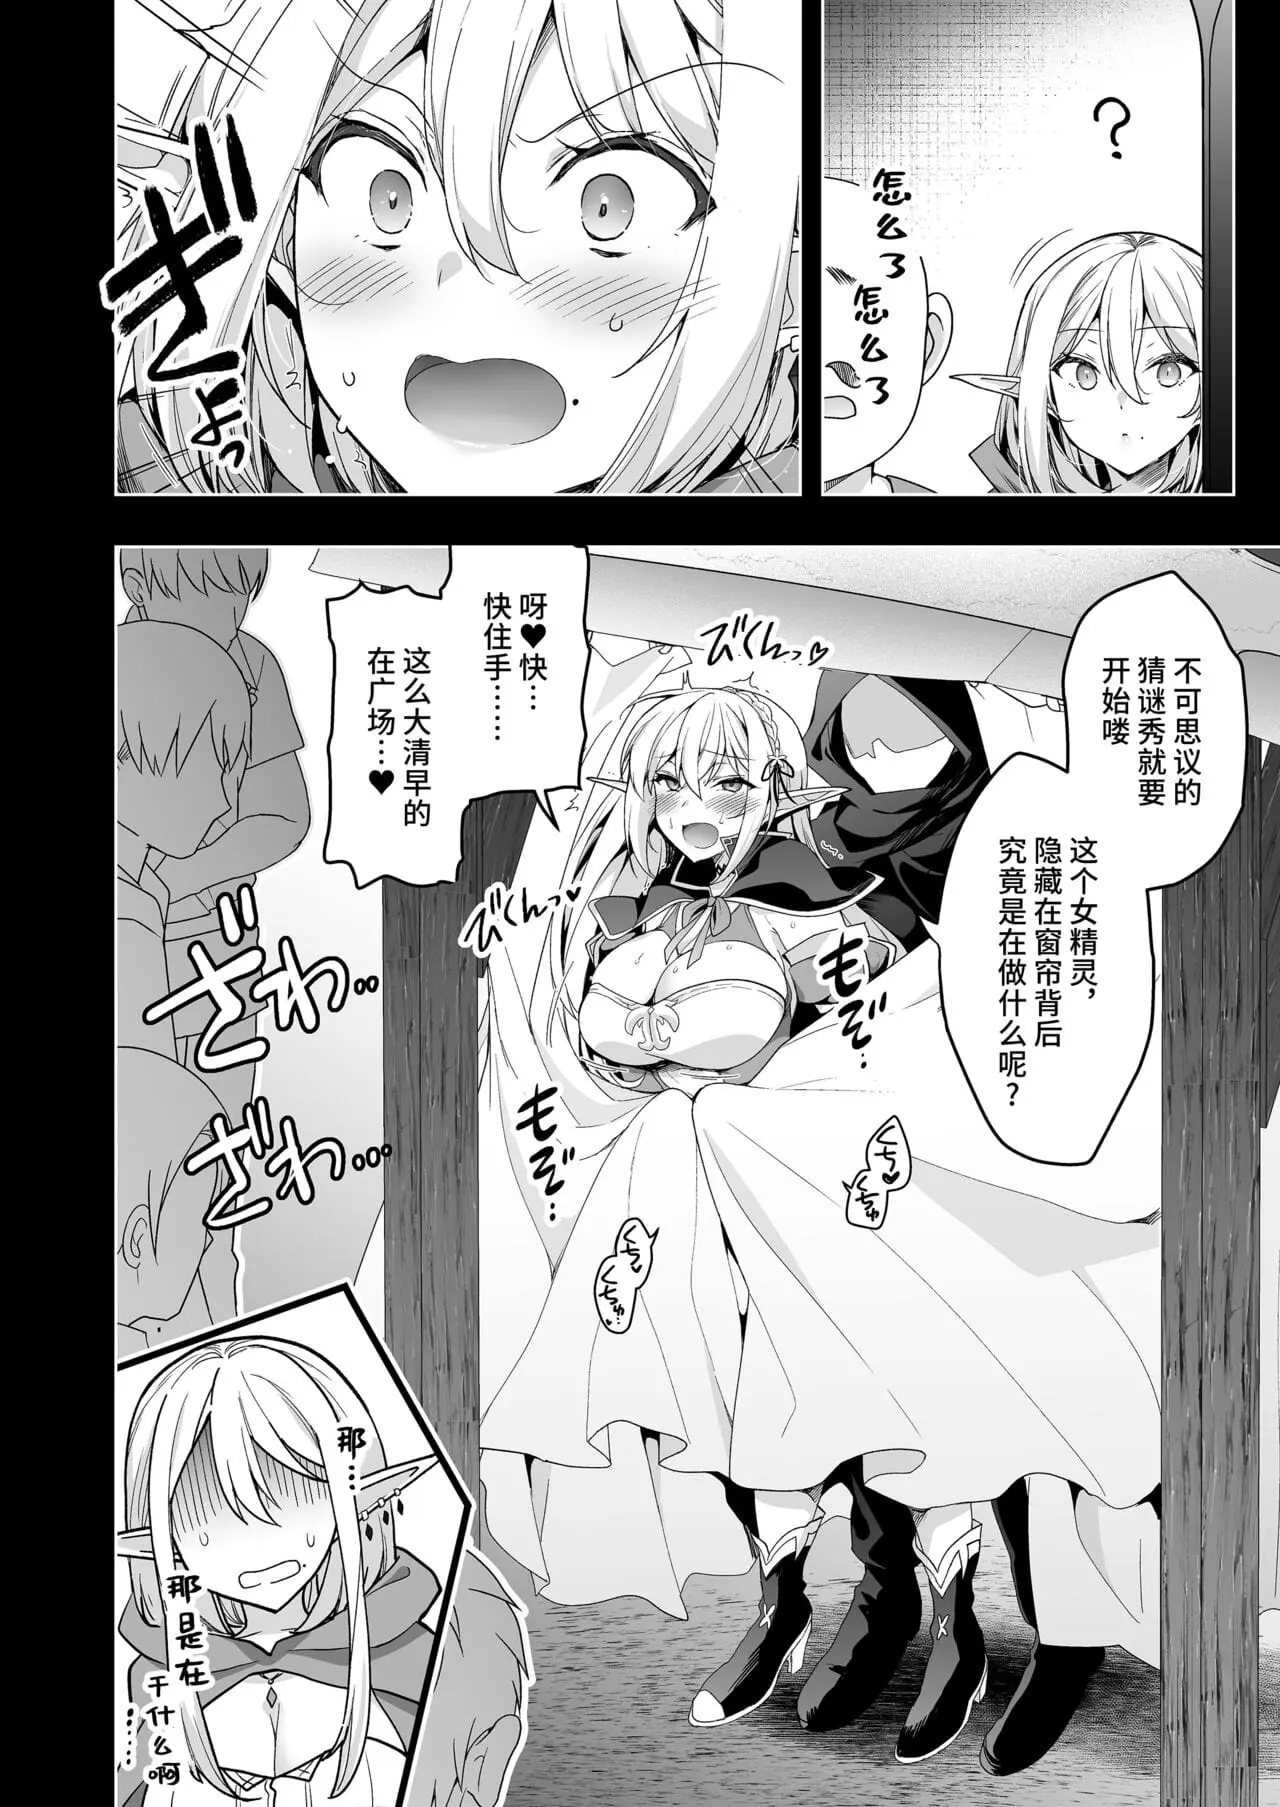 ?
怎么了
怎么了
ぎょっ
不可思议的
猜谜秀就要
开始喽
这个女精灵，
隐藏在窗帘背后
究竟是在做什么呢？
びくんっ♡
呀♥快…
快住手……
这么大清早的
在广场…♥
びくんっ♡
もぞ…
もぞ…
くち♥
くちゅ
くち♥
くちゅ…♡
ざわ…
ざわ…
那……
那是在
干什么啊
……